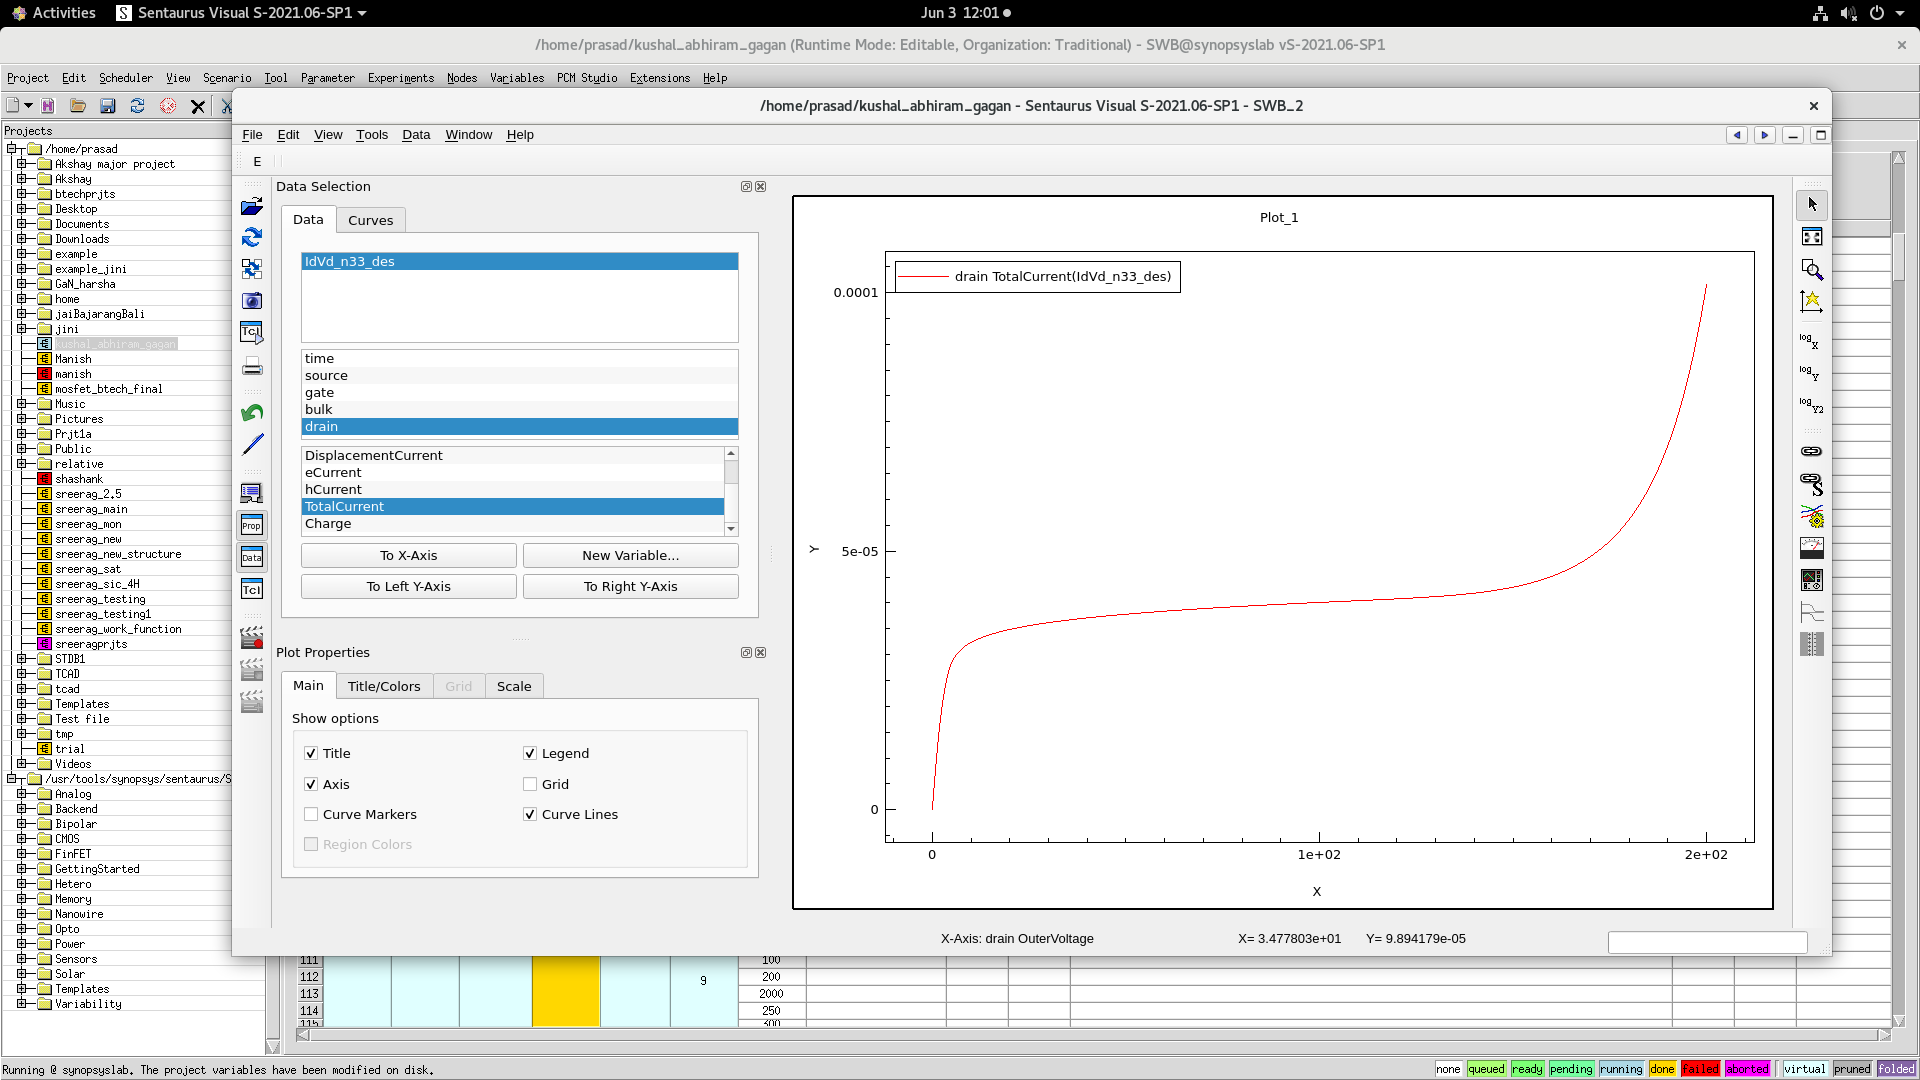 Activities
Sentaurus Visual S-2021.06-SP1
Jun 3 12:01
/home/prasad/kushal_abhiram_gagan (Runtime Mode: Editable, Organization: Traditional) - SWB@synopsyslab vS-2021.06-SP1
Project Edit Scheduler View Scenario Tool Parameter Experiments Nodes Variables PCM Studio Extensions Help
/home/prasad/kushal_abhiram_gagan - Sentaurus Visual S-2021.06-SP1 - SWB_2
File Edit View Tools Data Window Help
E
Projects
/home/prasad
Akshay major project
Akshay
btechprjts
Desktop
Documents
Downloads
example
example_jini
GaN_harsha
home
jaiBajarangBali
jini
kushal_abhiram_gagan
Manish
manish
mosfet_btech_final
Music
Pictures
Prjt1a
Public
relative
shashank
sreerag_2.5
sreerag_main
sreerag_mon
sreerag_new
sreerag_new_structure
sreerag_sat
sreerag_sic_4H
sreerag_testing
sreerag_testing1
sreerag_work_function
sreeragprjts
STDB1
TCAD
tcad
Templates
Test file
tmp
trial
Videos
/usr/tools/synopsys/sentaurus/S
Analog
Backend
Bipolar
CMOS
FinFET
GettingStarted
Hetero
Memory
Nanowire
Opto
Power
Sensors
Solar
Templates
Variability
Tcl
Prop
Data
Tcl
Data Selection
Data Curves
IdVd_n33_des
time
source
gate
bulk
drain
DisplacementCurrent
eCurrent
hCurrent
TotalCurrent
Charge
To X-Axis New Variable...
To Left Y-Axis To Right Y-Axis
Plot Properties
Main Title/Colors Grid Scale
Show options
Title Legend
Axis Grid
Curve Markers Curve Lines
Region Colors
Plot_1
drain TotalCurrent(IdVd_n33_des)
0.0001
5e-05
0
Y
0 1e+02 2e+02
X
log X
log Y
log Y2
S
X-Axis: drain OuterVoltage X= 3.477803e+01 Y= 9.894179e-05
111 100
112 9 200
113 2000
114 250
115 300
Running @ synopsyslab. The project variables have been modified on disk.
none queued ready pending running done failed aborted virtual pruned folded